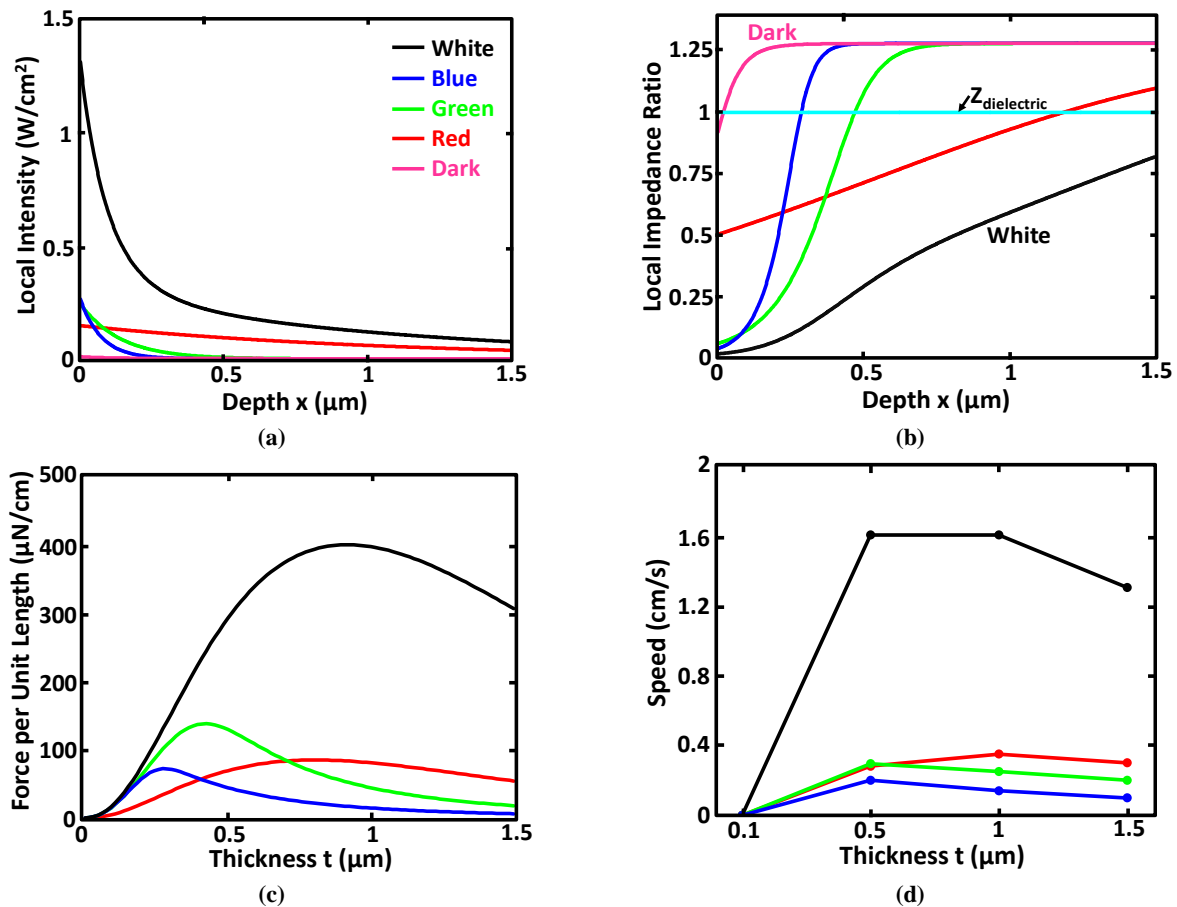 1.5
1
0.5
0
Local Intensity (W/cm²)
White
Blue
Green
Red
Dark
0 0.5 1 1.5
Depth x (µm)
(a)
1.25
1
0.75
0.5
0.25
0
Local Impedance Ratio
Dark
Zdielectric
White
0 0.5 1 1.5
Depth x (µm)
(b)
500
400
300
200
100
0
Force per Unit Length (µN/cm)
0 0.5 1 1.5
Thickness t (µm)
(c)
2
1.6
1.2
0.8
0.4
0
Speed (cm/s)
0.1 0.5 1 1.5
Thickness t (µm)
(d)